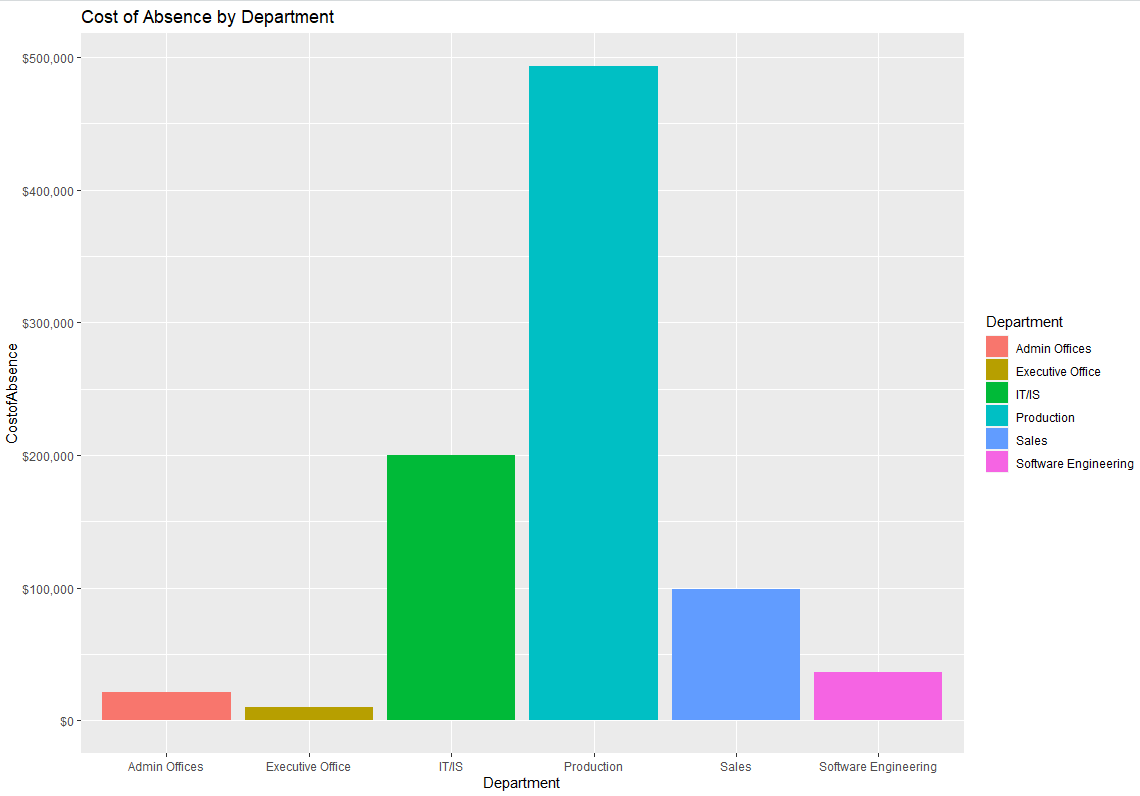 Cost of Absence by Department
$500,000
$400,000
$300,000
$200,000
$100,000
$0
CostofAbsence
Admin Offices
Executive Office
IT/IS
Production
Sales
Software Engineering
Department
Department
Admin Offices
Executive Office
IT/IS
Production
Sales
Software Engineering